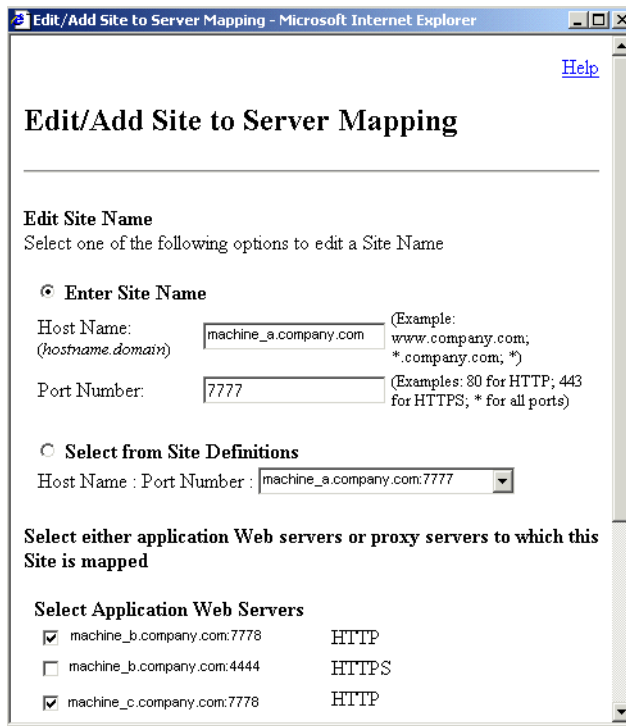 Edit/Add Site to Server Mapping - Microsoft Internet Explorer
Help
Edit/Add Site to Server Mapping
Edit Site Name
Select one of the following options to edit a Site Name
Enter Site Name
Host Name: machine_a.company.com (Example:
(hostname.domain) www.company.com;
*.company.com; *)
Port Number: 7777 (Examples: 80 for HTTP; 443
for HTTPS; * for all ports)
Select from Site Definitions
Host Name : Port Number : machine_a.company.com:7777
Select either application Web servers or proxy servers to which this
Site is mapped
Select Application Web Servers
machine_b.company.com:7778 HTTP
machine_b.company.com:4444 HTTPS
machine_c.company.com:7778 HTTP